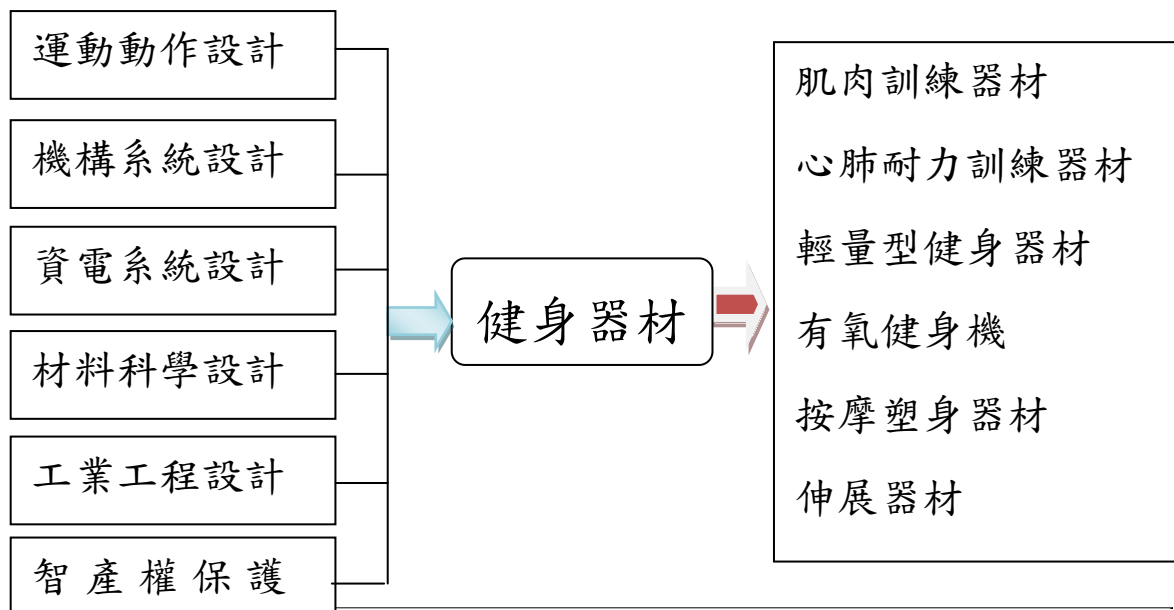 運動動作設計
機構系統設計
資電系統設計
材料科學設計
工業工程設計
智產權保護
健身器材
肌肉訓練器材
心肺耐力訓練器材
輕量型健身器材
有氧健身機
按摩塑身器材
伸展器材